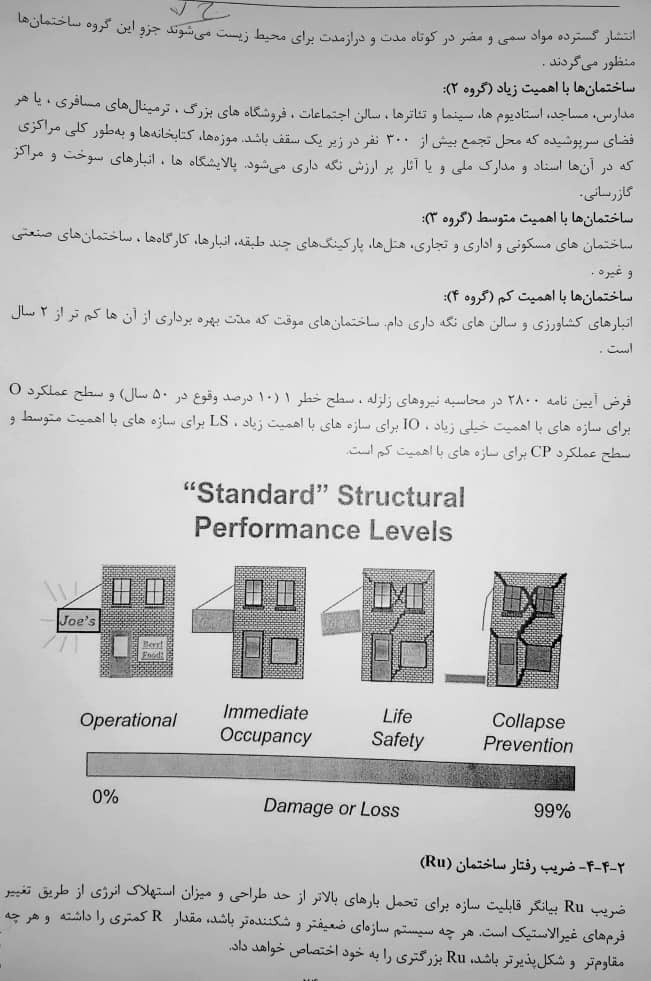 انتشار گسترده مواد سمی و مضر در کوتاه مدت و درازمدت برای محیط زیست می‌شوند جزو این گروه ساختمان‌ها
منظور می‌گردند .
ساختمان‌ها با اهمیت زیاد (گروه ۲):
مدارس، مساجد، استادیوم ها، سینما و تئاترها ، سالن اجتماعات ، فروشگاه های بزرگ ، ترمینال‌های مسافری ، یا هر
فضای سرپوشیده که محل تجمع بیش از ۳۰۰ نفر در زیر یک سقف باشد. موزه‌ها، کتابخانه‌ها و به‌طور کلی مراکزی
که در آن‌ها اسناد و مدارک ملی و یا آثار پر ارزش نگه داری می‌شود. پالایشگاه ها ، انبارهای سوخت و مراکز
گازرسانی.
ساختمان‌ها با اهمیت متوسط (گروه ۳):
ساختمان های مسکونی و اداری و تجاری، هتل‌ها، پارکینگ‌های چند طبقه، انبارها، کارگاه‌ها ، ساختمان‌های صنعتی
و غیره .
ساختمان‌ها با اهمیت کم (گروه ۴):
انبارهای کشاورزی و سالن های نگه داری دام. ساختمان‌های موقت که مدّت بهره برداری از آن ها کم تر از ۲ سال
است .
فرض آیین نامه ۲۸۰۰ در محاسبه نیروهای زلزله ، سطح خطر ۱ (۱۰ درصد وقوع در ۵۰ سال) و سطح عملکرد O
برای سازه های با اهمیت خیلی زیاد ، IO برای سازه های با اهمیت زیاد ، LS برای سازه های با اهمیت متوسط و
سطح عملکرد CP برای سازه های با اهمیت کم است.
“Standard” Structural
Performance Levels
Joe's
Beer!
Food!
Operational
Immediate
Occupancy
Life
Safety
Collapse
Prevention
0%
Damage or Loss
99%
۲-۴-۴- ضریب رفتار ساختمان (Ru)
ضریب Ru بیانگر قابلیت سازه برای تحمل بارهای بالاتر از حد طراحی و میزان استهلاک انرژی از طریق تغییر
فرم‌های غیرالاستیک است. هر چه سیستم سازه‌ای ضعیفتر و شکننده‌تر باشد، مقدار R کمتری را داشته و هر چه
مقاوم‌تر و شکل‌پذیرتر باشد، Ru بزرگتری را به خود اختصاص خواهد داد.